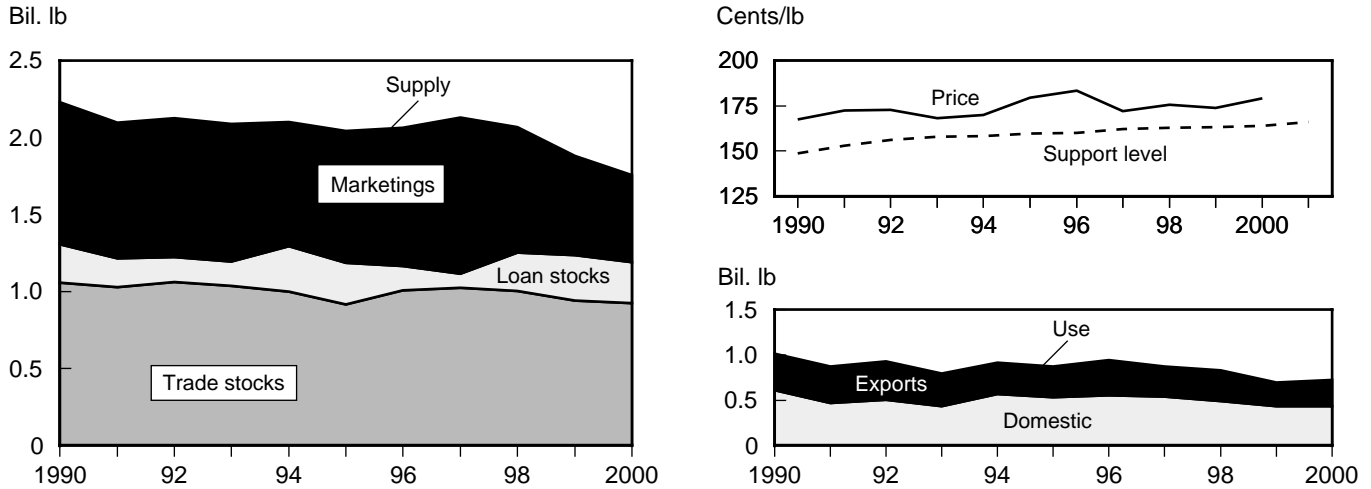 Bil. lb
2.5
2.0
1.5
1.0
0.5
0
Supply
Marketings
Loan stocks
Trade stocks
1990 92 94 96 98 2000
Cents/lb
200
175
150
125
Price
Support level
1990 92 94 96 98 2000
Bil. lb
1.5
1.0
0.5
0
Use
Exports
Domestic
1990 92 94 96 98 2000